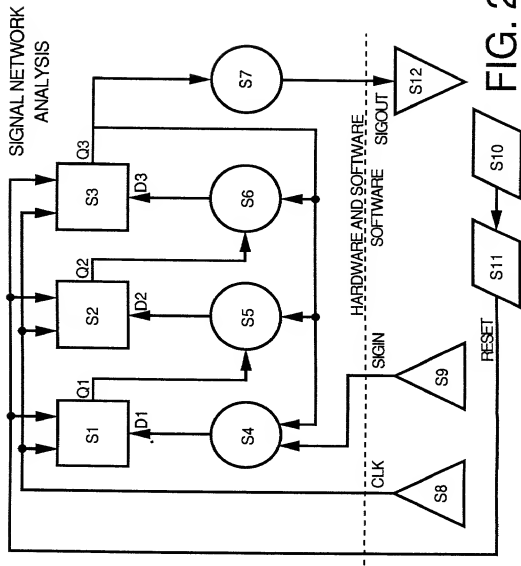 SIGNAL NETWORK
ANALYSIS
Q1
Q2
Q3
S1
S2
S3
D1
D2
D3
S4
S5
S6
S7
HARDWARE AND SOFTWARE
SOFTWARE
CLK
SIGIN
SIGOUT
S8
S9
S12
RESET
S11
S10
FIG. 2